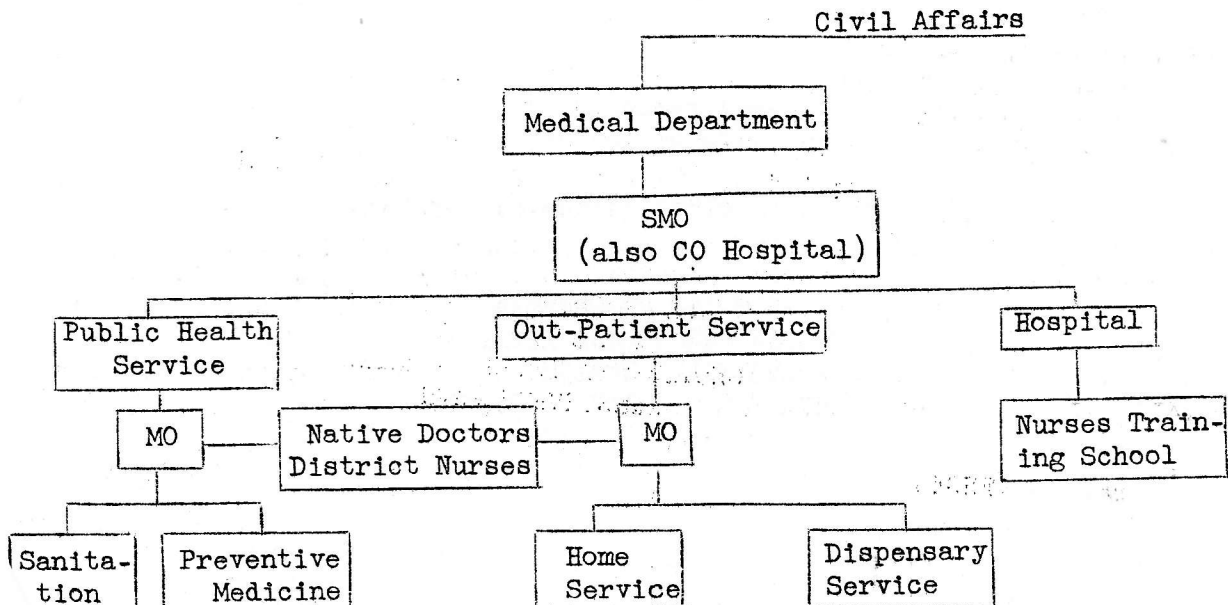 Civil Affairs
Medical Department
SMO
(also CO Hospital)
Public Health
Service
Out-Patient Service
Hospital
MO
Native Doctors
District Nurses
MO
Nurses Train-
ing School
Sanita-
tion
Preventive
Medicine
Home
Service
Dispensary
Service